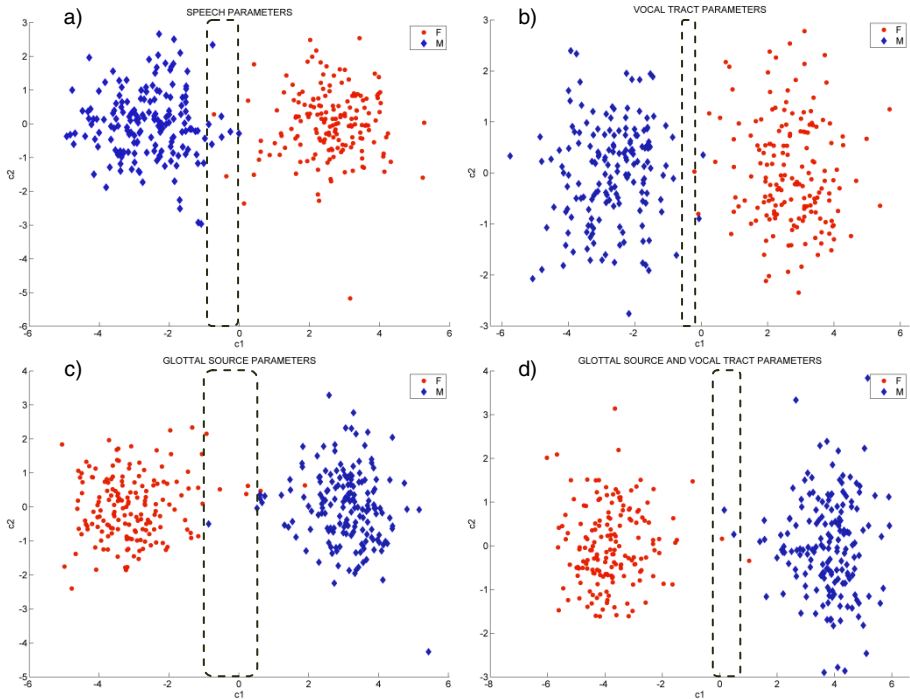 a)
SPEECH PARAMETERS
F
M
3
2
1
0
-1
-2
-3
-4
-5
-6
c2
-6
-4
-2
0
2
4
6
c1
b)
VOCAL TRACT PARAMETERS
F
M
3
2
1
0
-1
-2
-3
c2
-6
-4
-2
0
2
4
6
c1
c)
GLOTTAL SOURCE PARAMETERS
F
M
4
3
2
1
0
-1
-2
-3
-4
-5
c2
-6
-4
-2
0
2
4
6
c1
d)
GLOTTAL SOURCE AND VOCAL TRACT PARAMETERS
F
M
4
3
2
1
0
-1
-2
-3
c2
-8
-6
-4
-2
0
2
4
6
c1